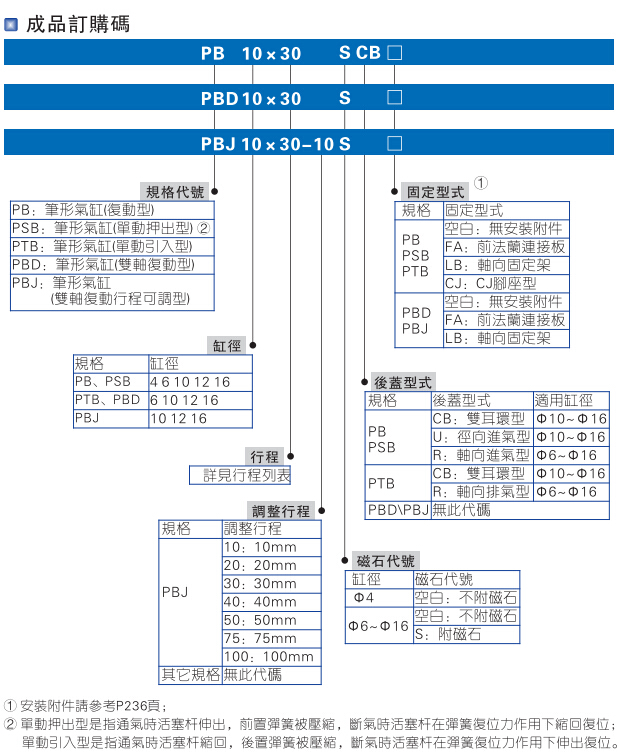 成品訂購碼
PB 10×30 S CB □
PBD 10×30 S □
PBJ 10×30-10 S □
規格代號
PB：筆形氣缸(復動型)
PSB：筆形氣缸(單動押出型) ②
PTB：筆形氣缸(單動引入型)
PBD：筆形氣缸(雙軸復動型)
PBJ：筆形氣缸
(雙軸復動行程可調型)
固定型式 ①
規格 固定型式
PB PSB PTB
空白：無安裝附件
FA：前法蘭連接板
LB：軸向固定架
CJ：CJ腳座型
PBD PBJ
空白：無安裝附件
FA：前法蘭連接板
LB：軸向固定架
缸徑
規格 缸徑
PB、PSB 4 6 10 12 16
PTB、PBD 6 10 12 16
PBJ 10 12 16
後蓋型式
規格 後蓋型式 適用缸徑
PB PSB
CB：雙耳環型 Φ10~Φ16
U：徑向進氣型 Φ10~Φ16
R：軸向進氣型 Φ6~Φ16
PTB
CB：雙耳環型 Φ10~Φ16
R：軸向排氣型 Φ6~Φ16
PBD\PBJ 無此代碼
行程
詳見行程列表
調整行程
規格 調整行程
PBJ
10：10mm
20：20mm
30：30mm
40：40mm
50：50mm
75：75mm
100：100mm
其它規格 無此代碼
磁石代號
缸徑 磁石代號
Φ4 空白：不附磁石
Φ6~Φ16
空白：不附磁石
S：附磁石
① 安裝附件請參考P236頁；
② 單動押出型是指通氣時活塞杆伸出，前置彈簧被壓縮，斷氣時活塞杆在彈簧復位力作用下縮回復位；
單動引入型是指通氣時活塞杆縮回，後置彈簧被壓縮，斷氣時活塞杆在彈簧復位力作用下伸出復位。